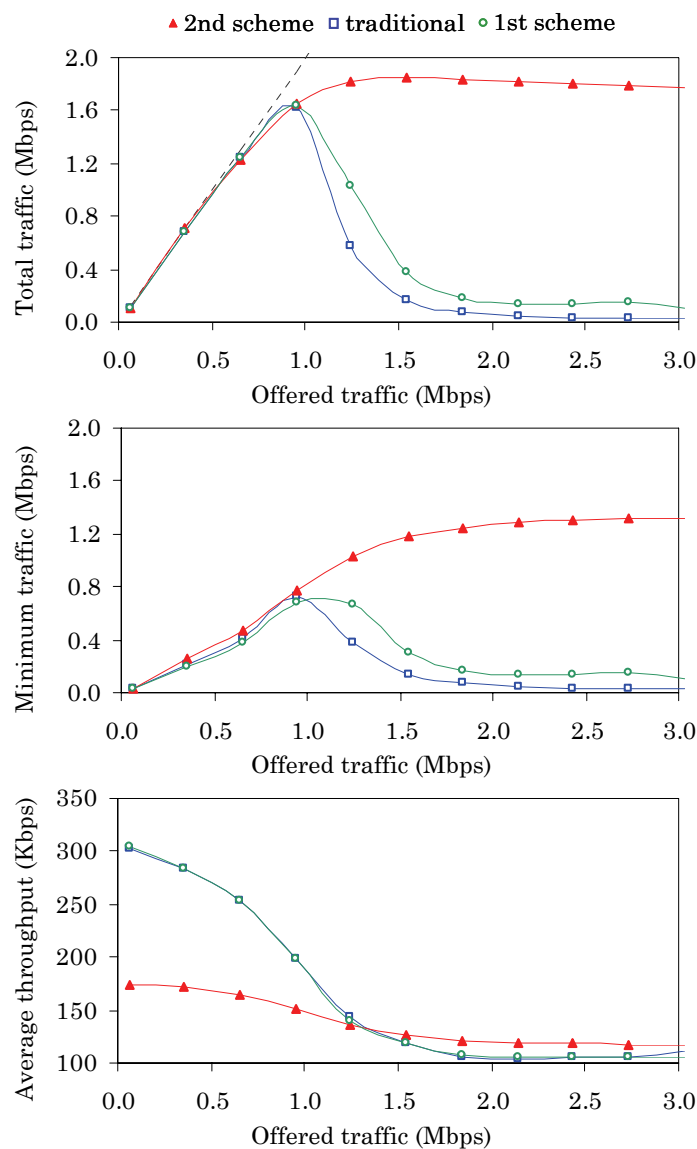 2nd scheme traditional 1st scheme
Total traffic (Mbps)
2.0
1.6
1.2
0.8
0.4
0.0
0.0 0.5 1.0 1.5 2.0 2.5 3.0
Offered traffic (Mbps)
Minimum traffic (Mbps)
2.0
1.6
1.2
0.8
0.4
0.0
0.0 0.5 1.0 1.5 2.0 2.5 3.0
Offered traffic (Mbps)
Average throughput (Kbps)
350
300
250
200
150
100
0.0 0.5 1.0 1.5 2.0 2.5 3.0
Offered traffic (Mbps)